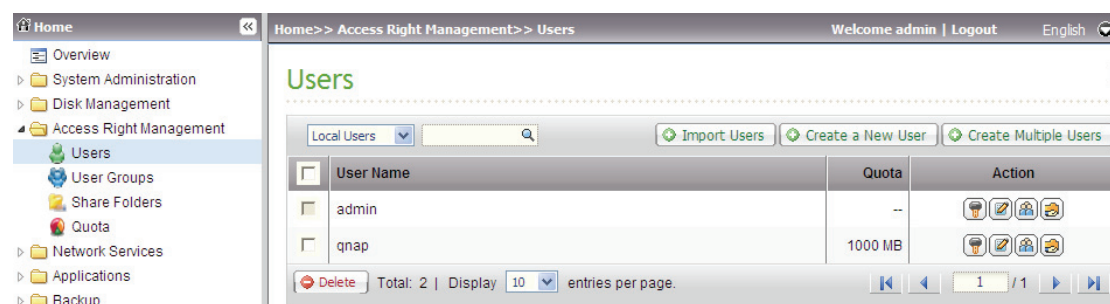 Home
Home>> Access Right Management>> Users
Welcome admin | Logout
English
Overview
System Administration
Disk Management
Access Right Management
Users
User Groups
Share Folders
Quota
Network Services
Applications
Backup
Users
Local Users
Import Users
Create a New User
Create Multiple Users
User Name
Quota
Action
admin
--
qnap
1000 MB
Delete
Total: 2 | Display 10 entries per page.
1 / 1